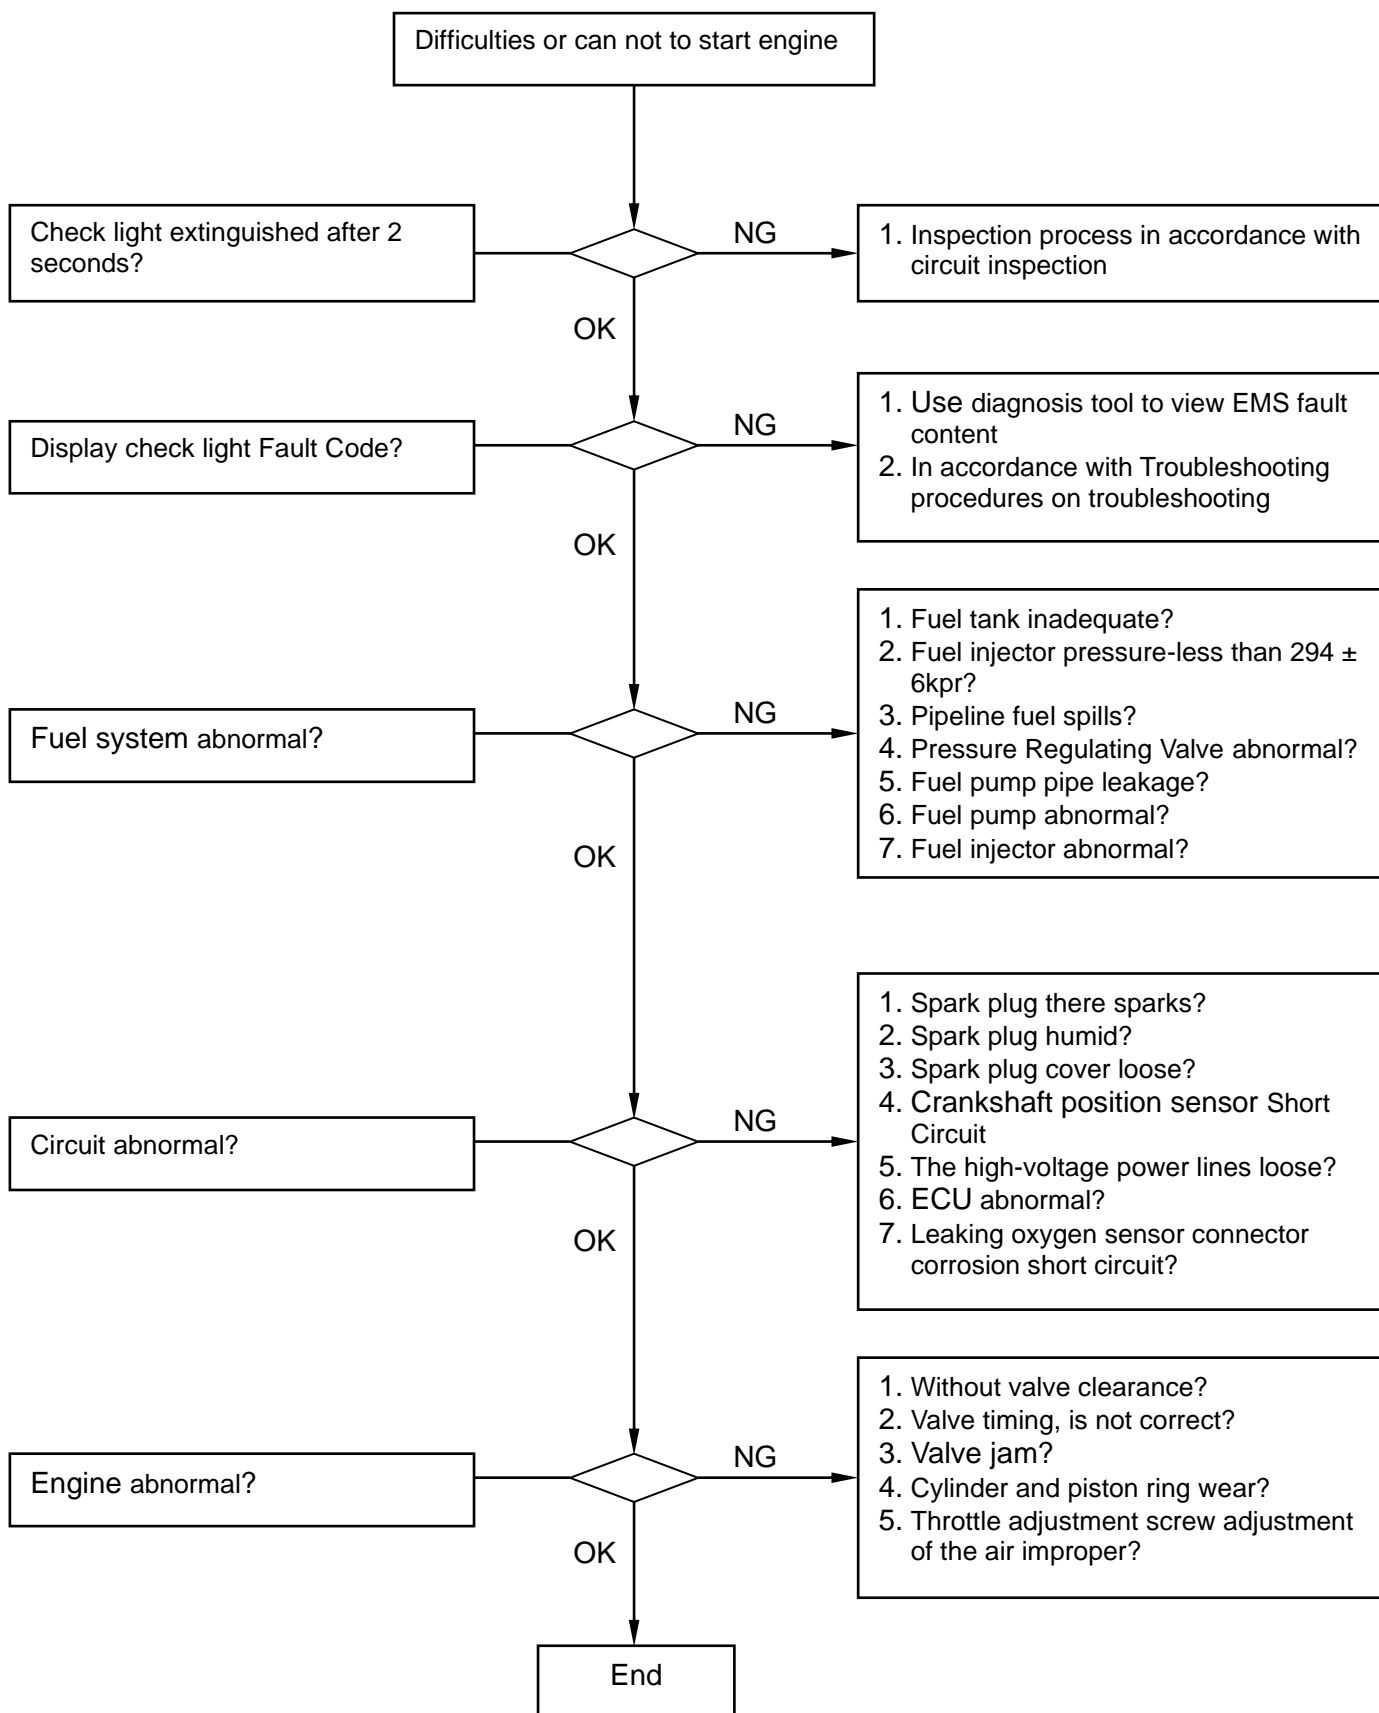 Difficulties or can not to start engine
Check light extinguished after 2
seconds?
NG
1. Inspection process in accordance with
circuit inspection
OK
Display check light Fault Code?
NG
1. Use diagnosis tool to view EMS fault
content
2. In accordance with Troubleshooting
procedures on troubleshooting
OK
Fuel system abnormal?
NG
1. Fuel tank inadequate?
2. Fuel injector pressure-less than 294 ±
6kpr?
3. Pipeline fuel spills?
4. Pressure Regulating Valve abnormal?
5. Fuel pump pipe leakage?
6. Fuel pump abnormal?
7. Fuel injector abnormal?
OK
Circuit abnormal?
NG
1. Spark plug there sparks?
2. Spark plug humid?
3. Spark plug cover loose?
4. Crankshaft position sensor Short
Circuit
5. The high-voltage power lines loose?
6. ECU abnormal?
7. Leaking oxygen sensor connector
corrosion short circuit?
OK
Engine abnormal?
NG
1. Without valve clearance?
2. Valve timing, is not correct?
3. Valve jam?
4. Cylinder and piston ring wear?
5. Throttle adjustment screw adjustment
of the air improper?
OK
End